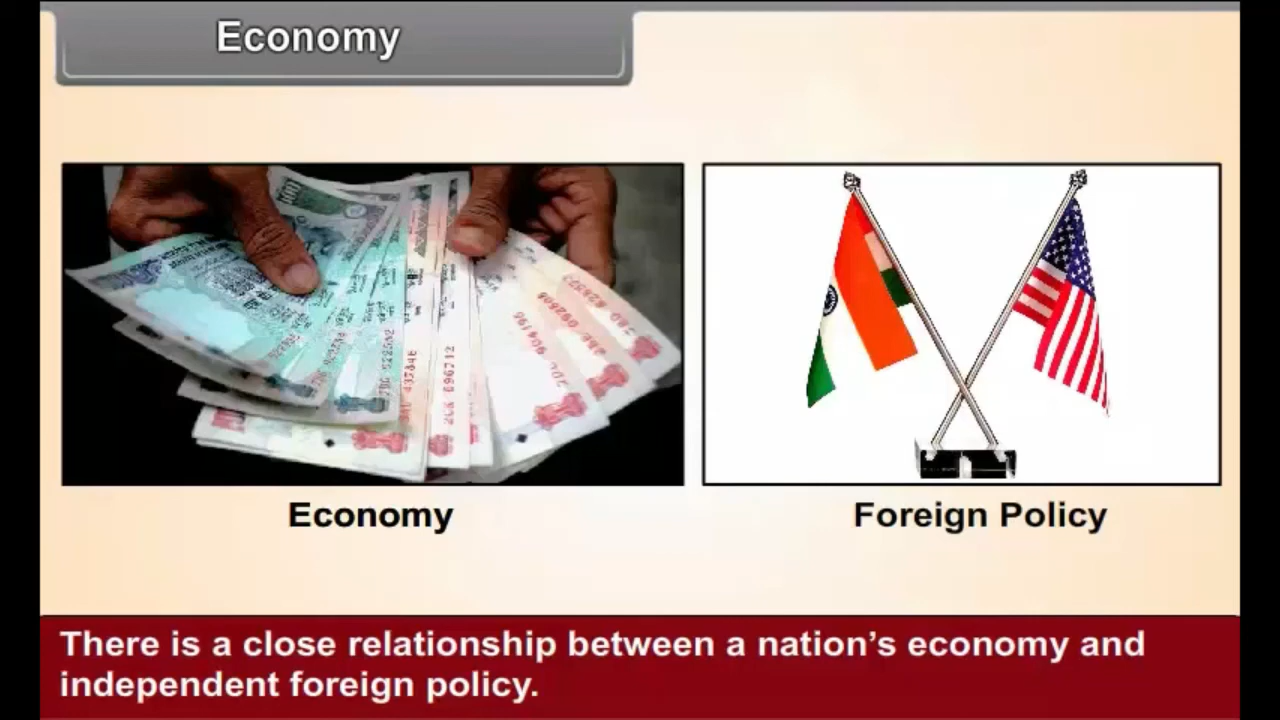 Economy
Economy
Foreign Policy
There is a close relationship between a nation’s economy and
independent foreign policy.